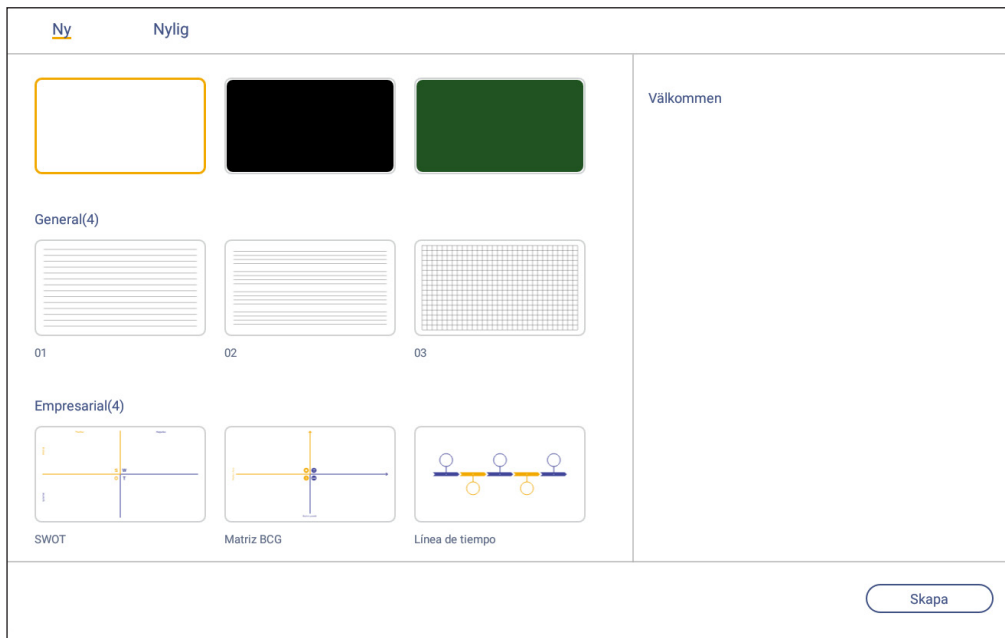 Ny
Nylig
Välkommen
General(4)
01
02
03
Empresarial(4)
S W
O T
SWOT
Matriz BCG
Línea de tiempo
Skapa